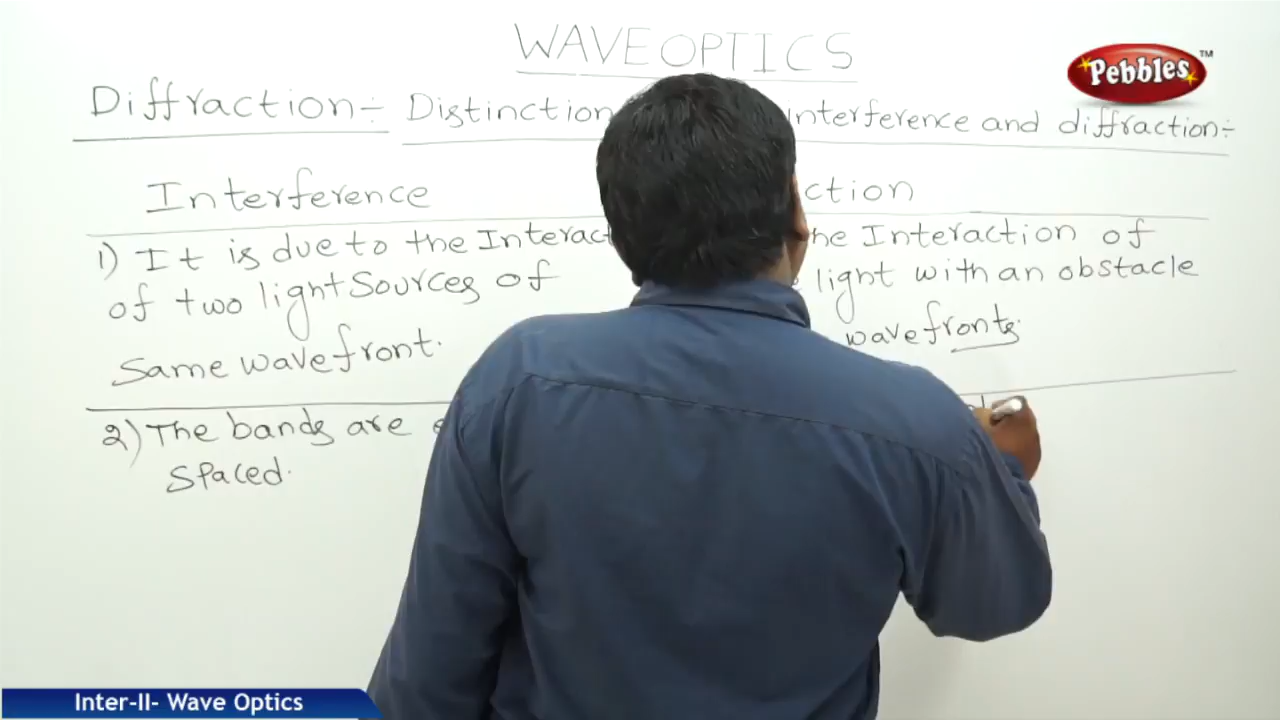 WAVE OPTICS
Pebbles™
Diffraction:- Distinction interference and diffraction:-
Interference ction
1) It is due to the Interact he Interaction of
of two light Sources of light with an obstacle
Same wavefront. wavefronts.
2) The bands are
Spaced.
Inter-II- Wave Optics